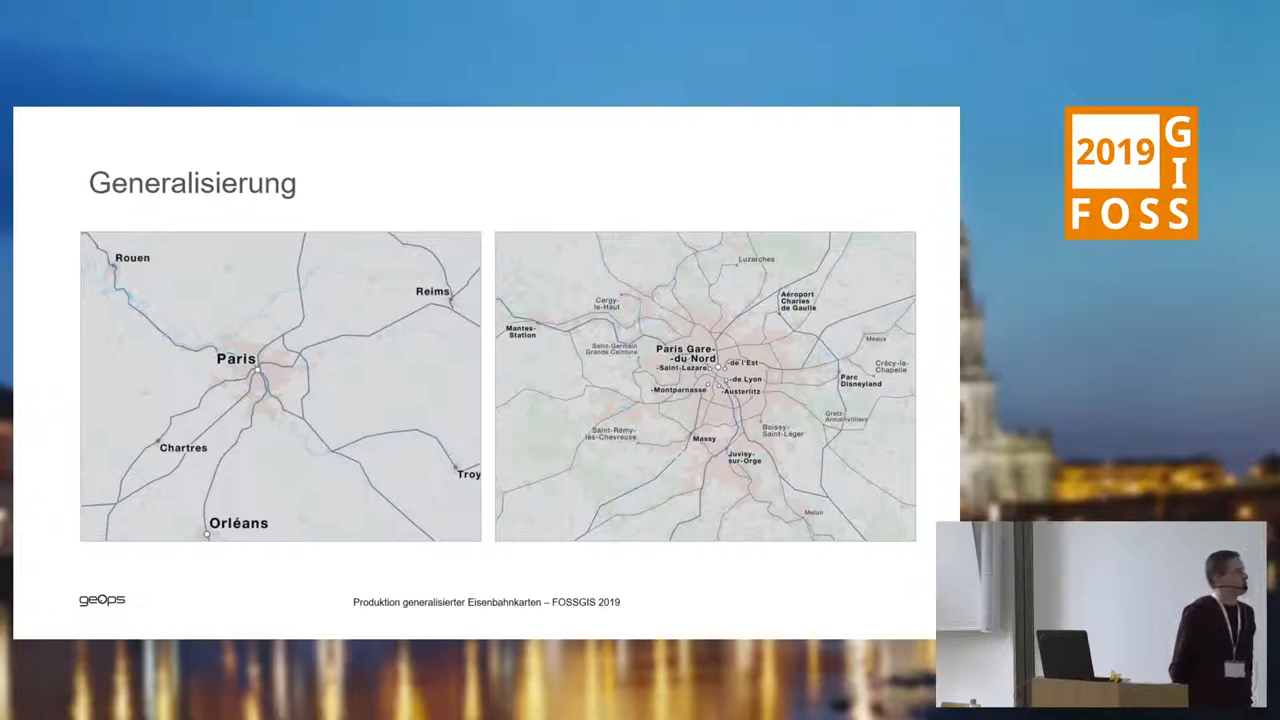 Generalisierung
Rouen
Reims
Paris
Chartres
Troy
Orléans
Luzarches
Cergy-
le-Haut
Aéroport
Charles
de Gaulle
Mantes-
Station
Saint-Germain
Grande Ceinture
Paris Gare-
-du Nord
-Saint-Lazare
-de l'Est
-de Lyon
-Montparnasse
-Austerlitz
Meaux
Crécy-la-
Chapelle
Parc
Disneyland
Gretz-
Armainvilliers
Saint-Rémy-
lès-Chevreuse
Boissy-
Saint-Léger
Massy
Juvisy-
sur-Orge
Melun
geOps
Produktion generalisierter Eisenbahnkarten – FOSSGIS 2019
2019
GIS
FOSS